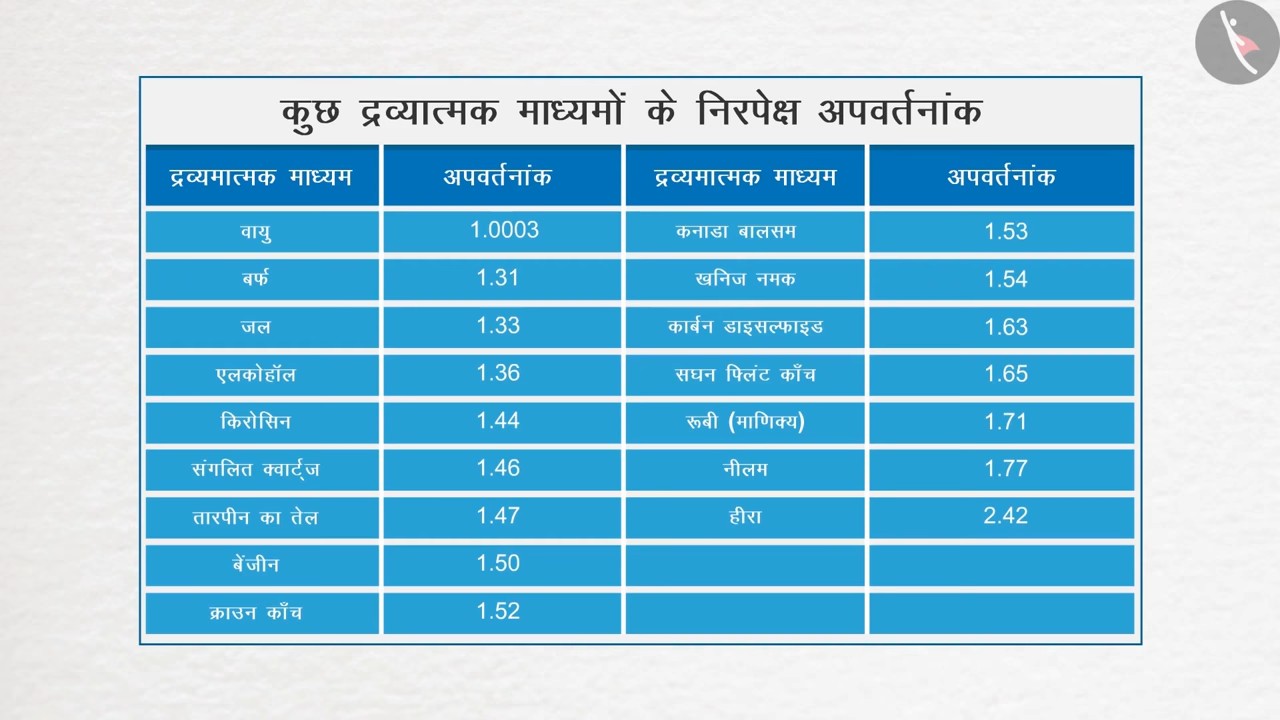 कुछ द्रव्यात्मक माध्यमों के निरपेक्ष अपवर्तनांक
द्रव्यमात्मक माध्यम अपवर्तनांक द्रव्यमात्मक माध्यम अपवर्तनांक
वायु 1.0003 कनाडा बालसम 1.53
बर्फ 1.31 खनिज नमक 1.54
जल 1.33 कार्बन डाइसल्फाइड 1.63
एलकोहॉल 1.36 सघन फ्लिंट काँच 1.65
किरोसिन 1.44 रूबी (माणिक्य) 1.71
संगलित क्वार्ट्ज 1.46 नीलम 1.77
तारपीन का तेल 1.47 हीरा 2.42
बेंजीन 1.50
क्राउन काँच 1.52